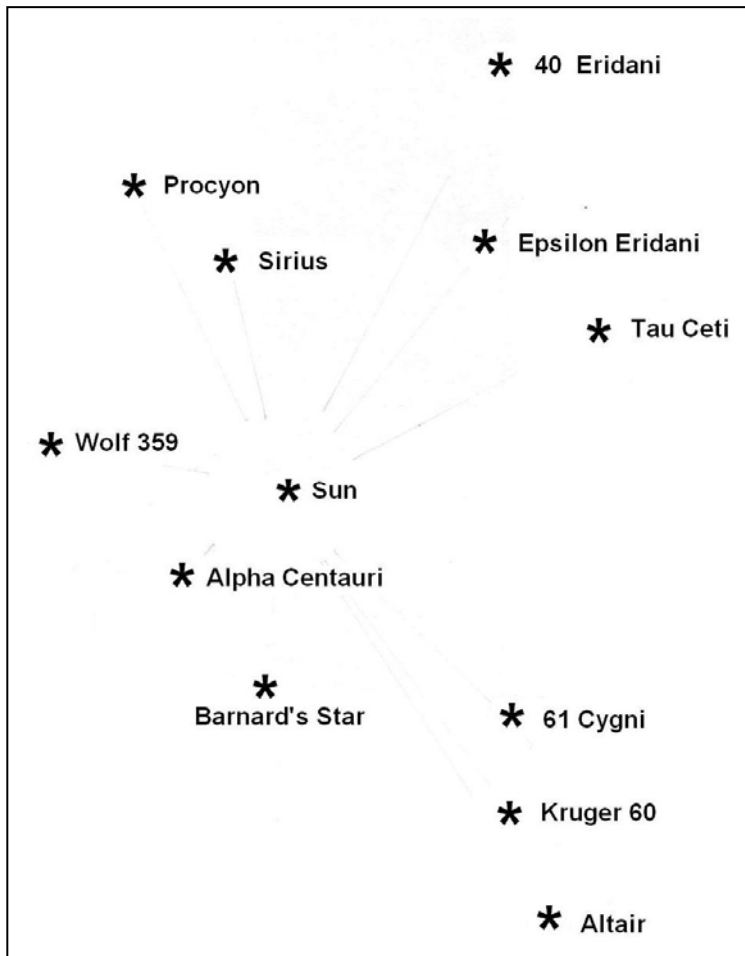 40 Eridani
Procyon
Epsilon Eridani
Sirius
Tau Ceti
Wolf 359
Sun
Alpha Centauri
Barnard's Star
61 Cygni
Kruger 60
Altair